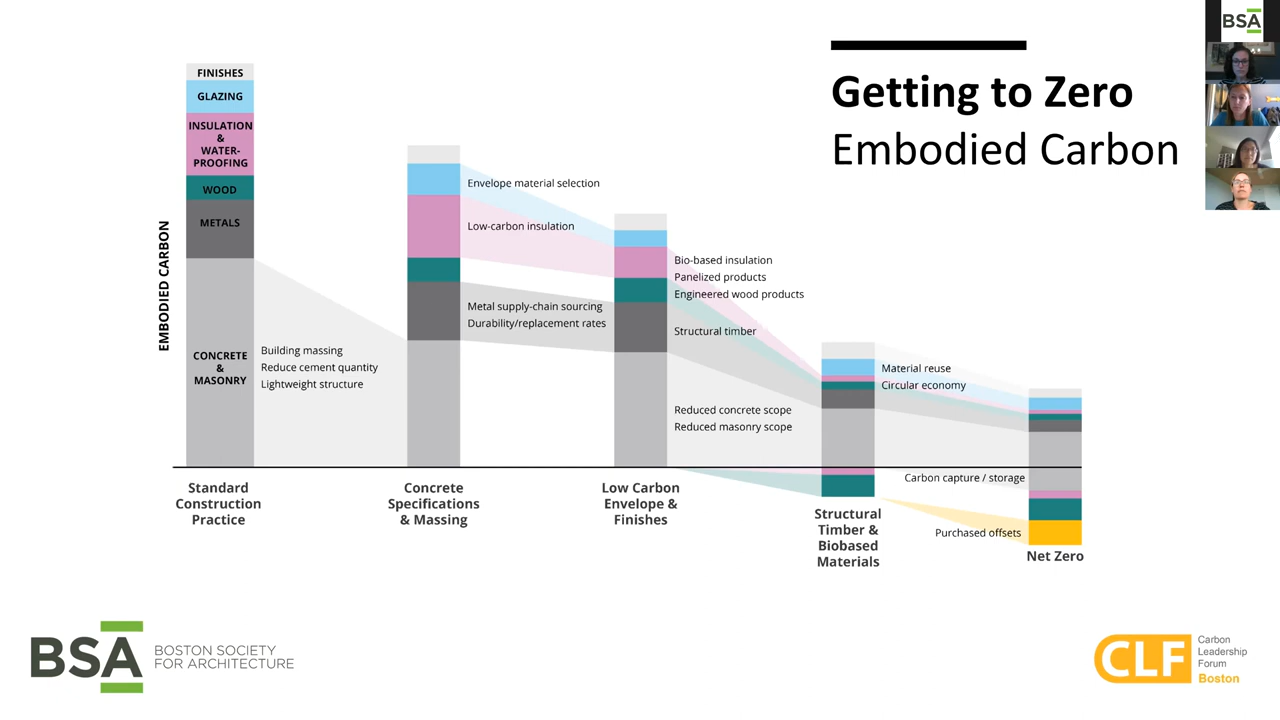 Getting to Zero
Embodied Carbon
BSA
EMBODIED CARBON
FINISHES
GLAZING
INSULATION
&
WATER-
PROOFING
WOOD
METALS
CONCRETE
&
MASONRY
Building massing
Reduce cement quantity
Lightweight structure
Envelope material selection
Low-carbon insulation
Metal supply-chain sourcing
Durability/replacement rates
Bio-based insulation
Panelized products
Engineered wood products
Structural timber
Reduced concrete scope
Reduced masonry scope
Material reuse
Circular economy
Carbon capture / storage
Purchased offsets
Standard
Construction
Practice
Concrete
Specifications
& Massing
Low Carbon
Envelope &
Finishes
Structural
Timber &
Biobased
Materials
Net Zero
BSA
BOSTON SOCIETY
FOR ARCHITECTURE
CLF
Carbon
Leadership
Forum
Boston